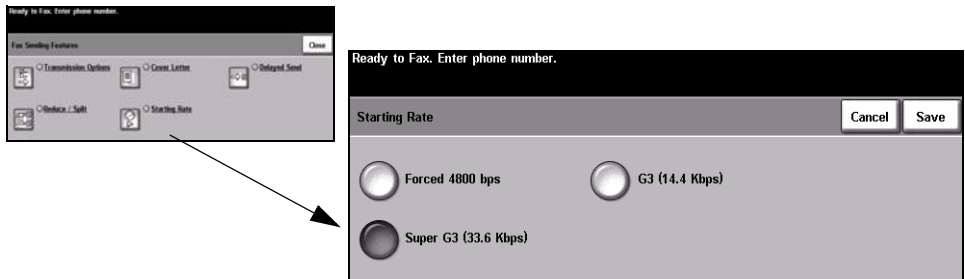 Ready to Fax. Enter phone number.
Fax Sending Features
Close
Transmission Options
Cover Letter
Delayed Send
Reduce / Split
Starting Rate
Ready to Fax. Enter phone number.
Starting Rate
Cancel
Save
Forced 4800 bps
G3 (14.4 Kbps)
Super G3 (33.6 Kbps)